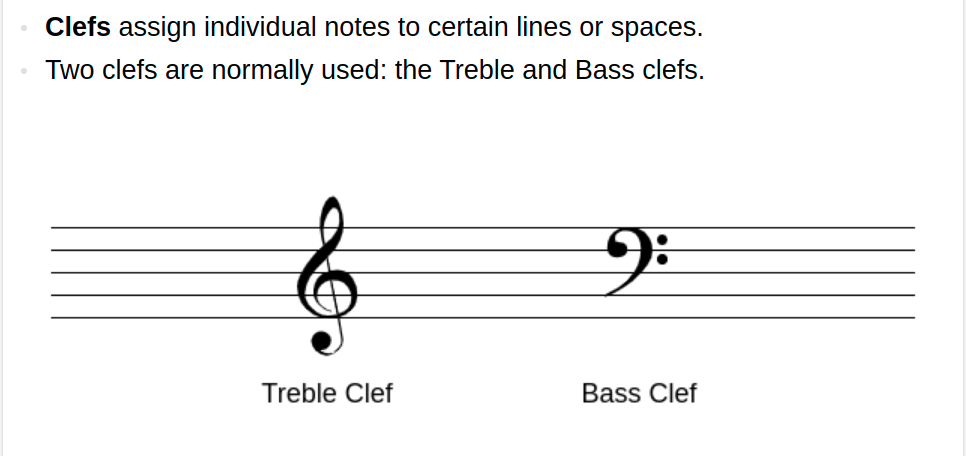 Clefs assign individual notes to certain lines or spaces.
Two clefs are normally used: the Treble and Bass clefs.
Treble Clef Bass Clef